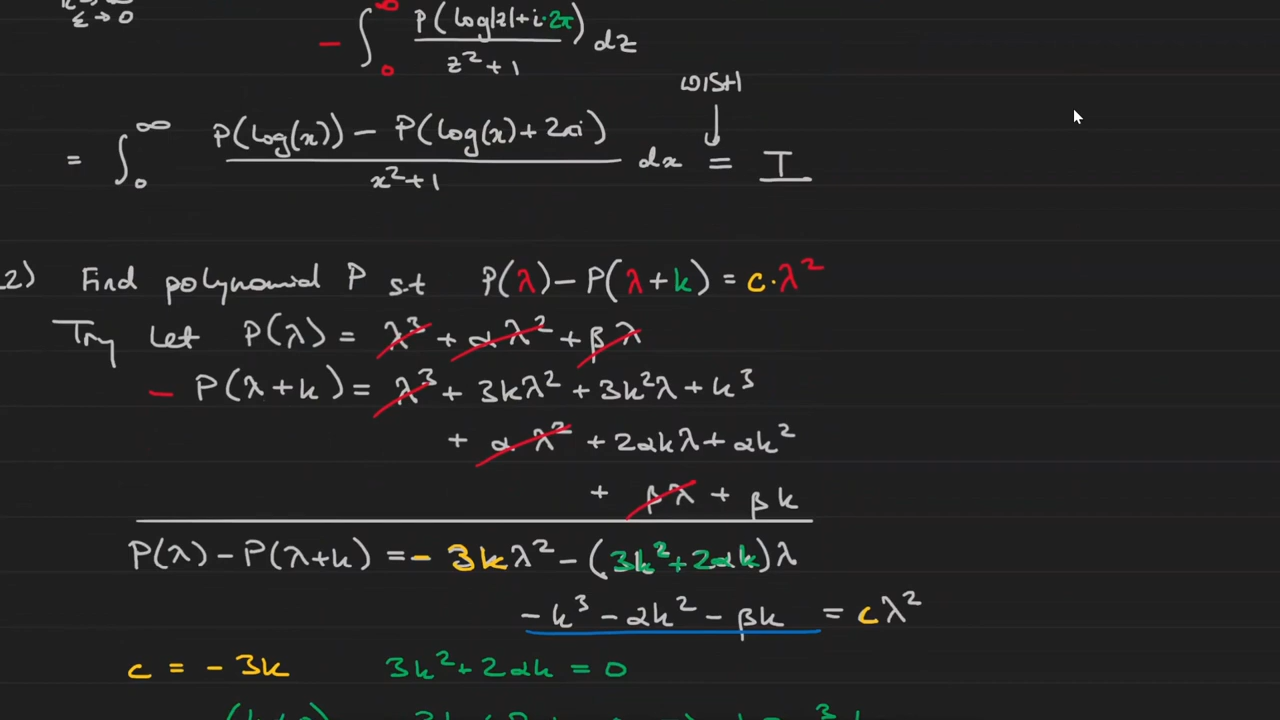 ε→0
− ∫₀^∞ P(log|z|+i·2π) / (z²+1) dz
WISH
↓
= ∫₀^∞ (P(log(x)) − P(log(x)+2πi)) / (x²+1) dx = I
2) Find polynomial P s.t P(λ)−P(λ+k) = c·λ²
Try Let P(λ) = λ³ + αλ² + βλ
− P(λ+k) = λ³ + 3kλ² + 3k²λ + k³
+ αλ² + 2αkλ + αk²
+ βλ + βk
P(λ) − P(λ+k) = − 3kλ² − (3k²+2αk)λ
−k³ − αk² − βk = cλ²
c = −3k 3k²+2αk = 0